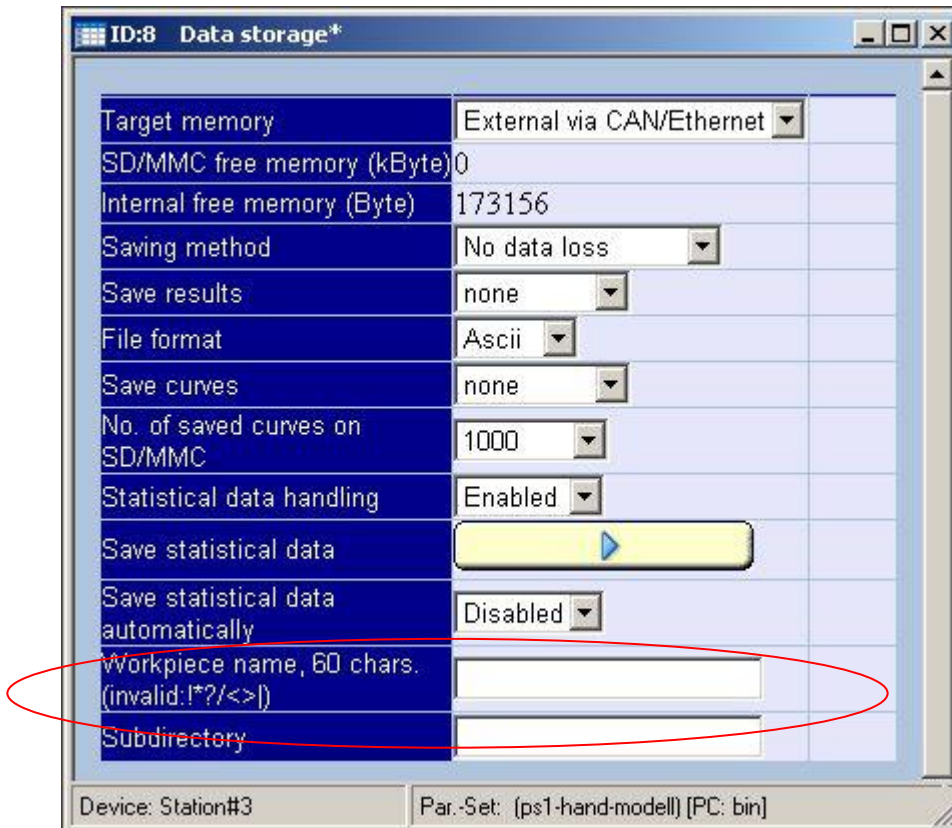 ID:8 Data storage*
Target memory External via CAN/Ethernet
SD/MMC free memory (kByte) 0
Internal free memory (Byte) 173156
Saving method No data loss
Save results none
File format Ascii
Save curves none
No. of saved curves on
SD/MMC 1000
Statistical data handling Enabled
Save statistical data
Save statistical data
automatically Disabled
Workpiece name, 60 chars.
(invalid:!*?/<>|)
Subdirectory
Device: Station#3 Par.-Set: (ps1-hand-modell) [PC: bin]